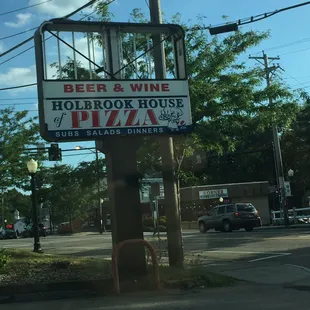 BEER & WINE
HOLBROOK HOUSE
of PIZZA
SUBS SALADS DINNERS